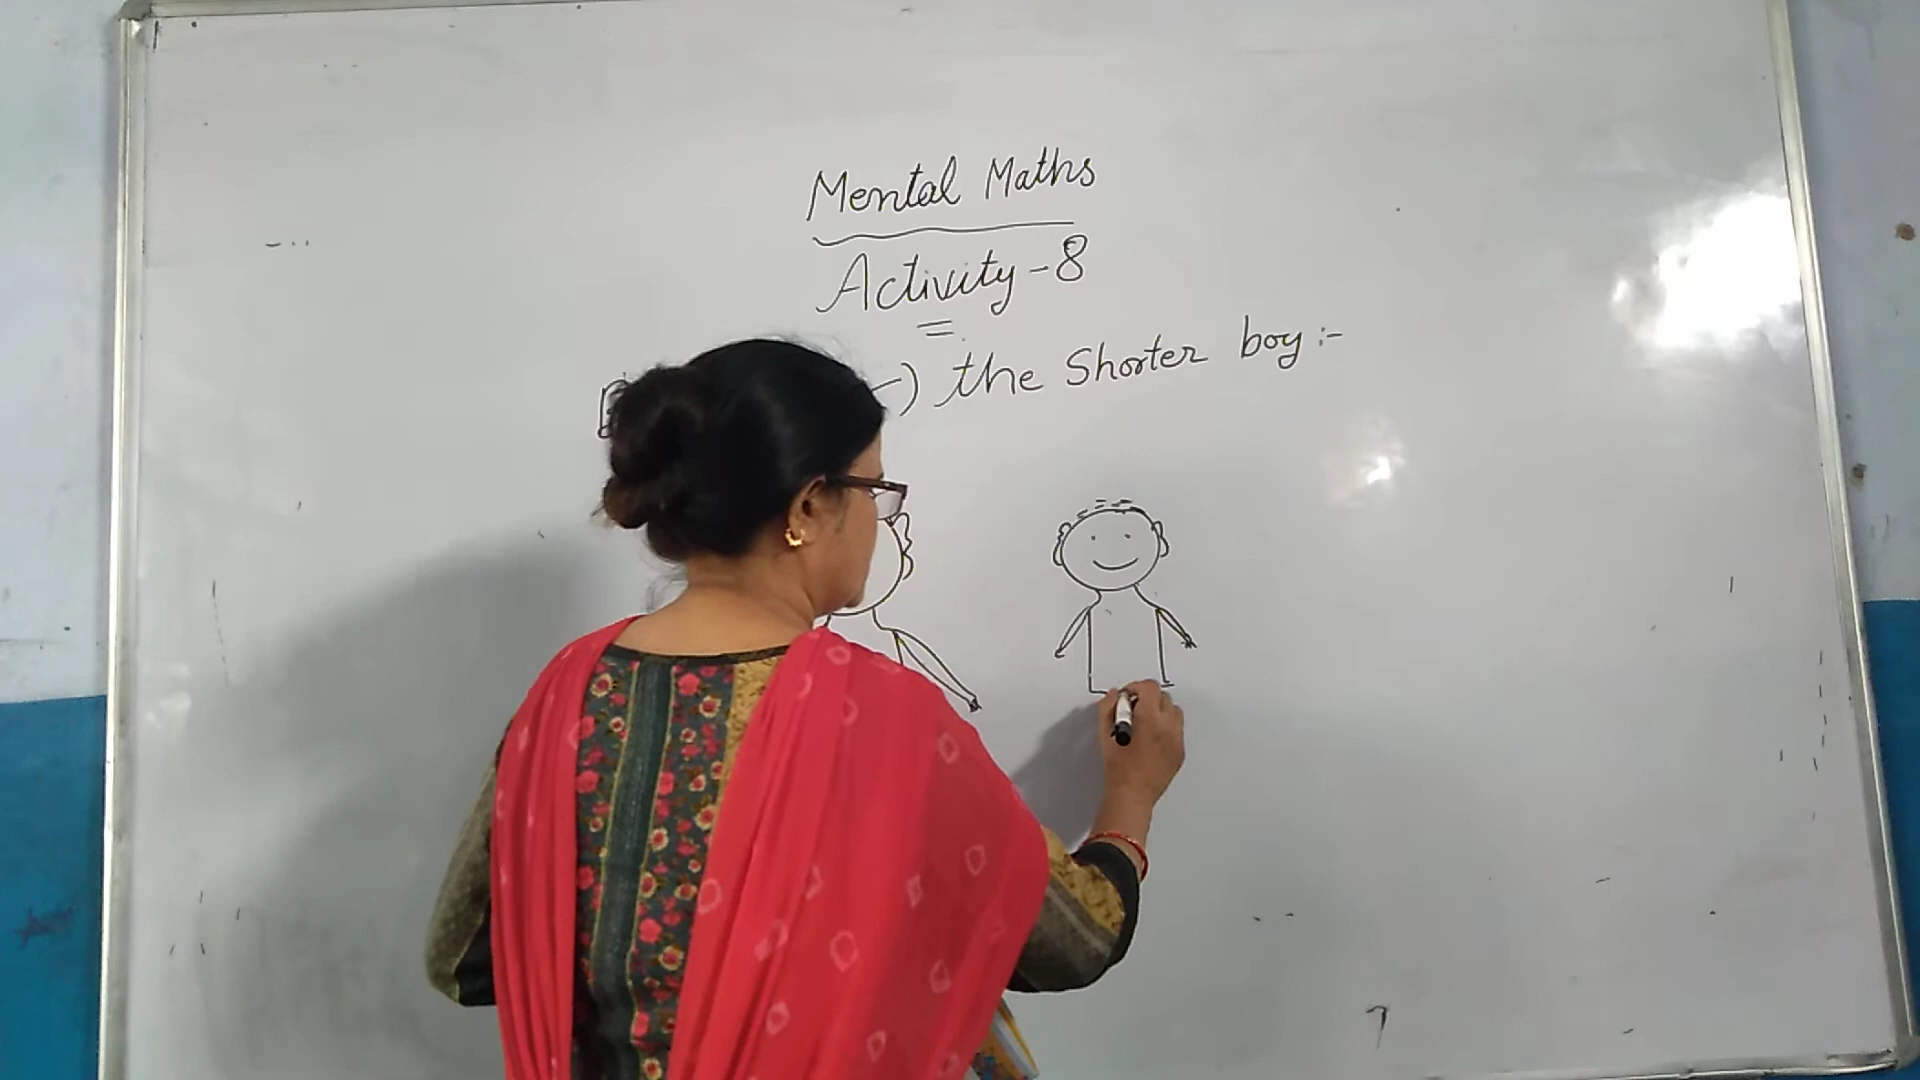 Mental Maths
Activity-8
) the Shorter boy:-